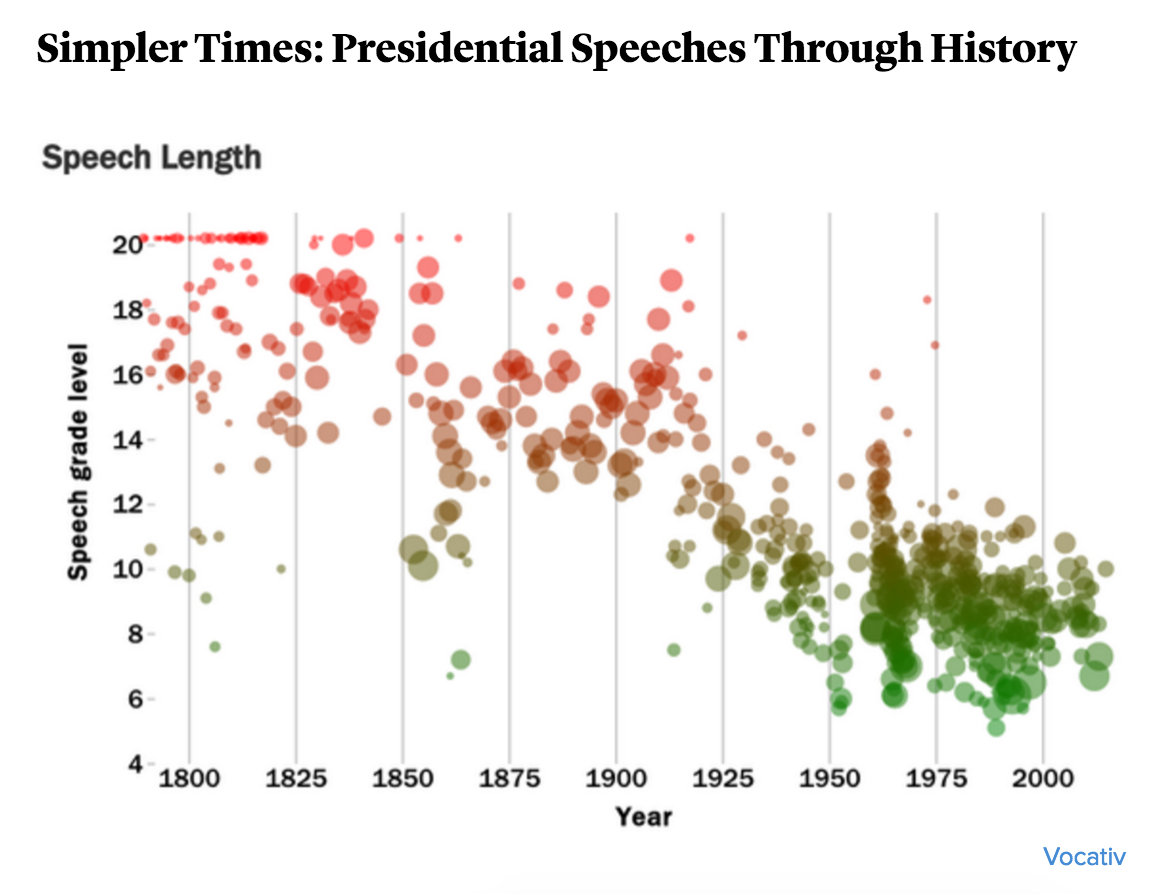 Simpler Times: Presidential Speeches Through History
Speech Length
Speech grade level
20
18
16
14
12
10
8
6
4
1800 1825 1850 1875 1900 1925 1950 1975 2000
Year
Vocativ